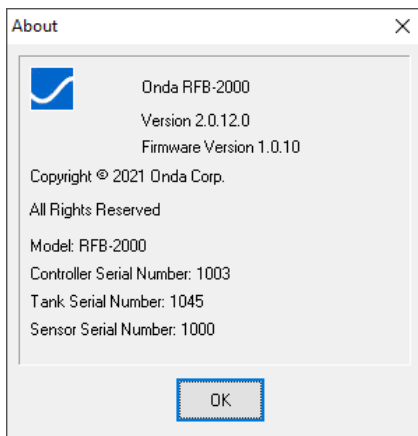 About
Onda RFB-2000
Version 2.0.12.0
Firmware Version 1.0.10
Copyright © 2021 Onda Corp.
All Rights Reserved
Model: RFB-2000
Controller Serial Number: 1003
Tank Serial Number: 1045
Sensor Serial Number: 1000
OK